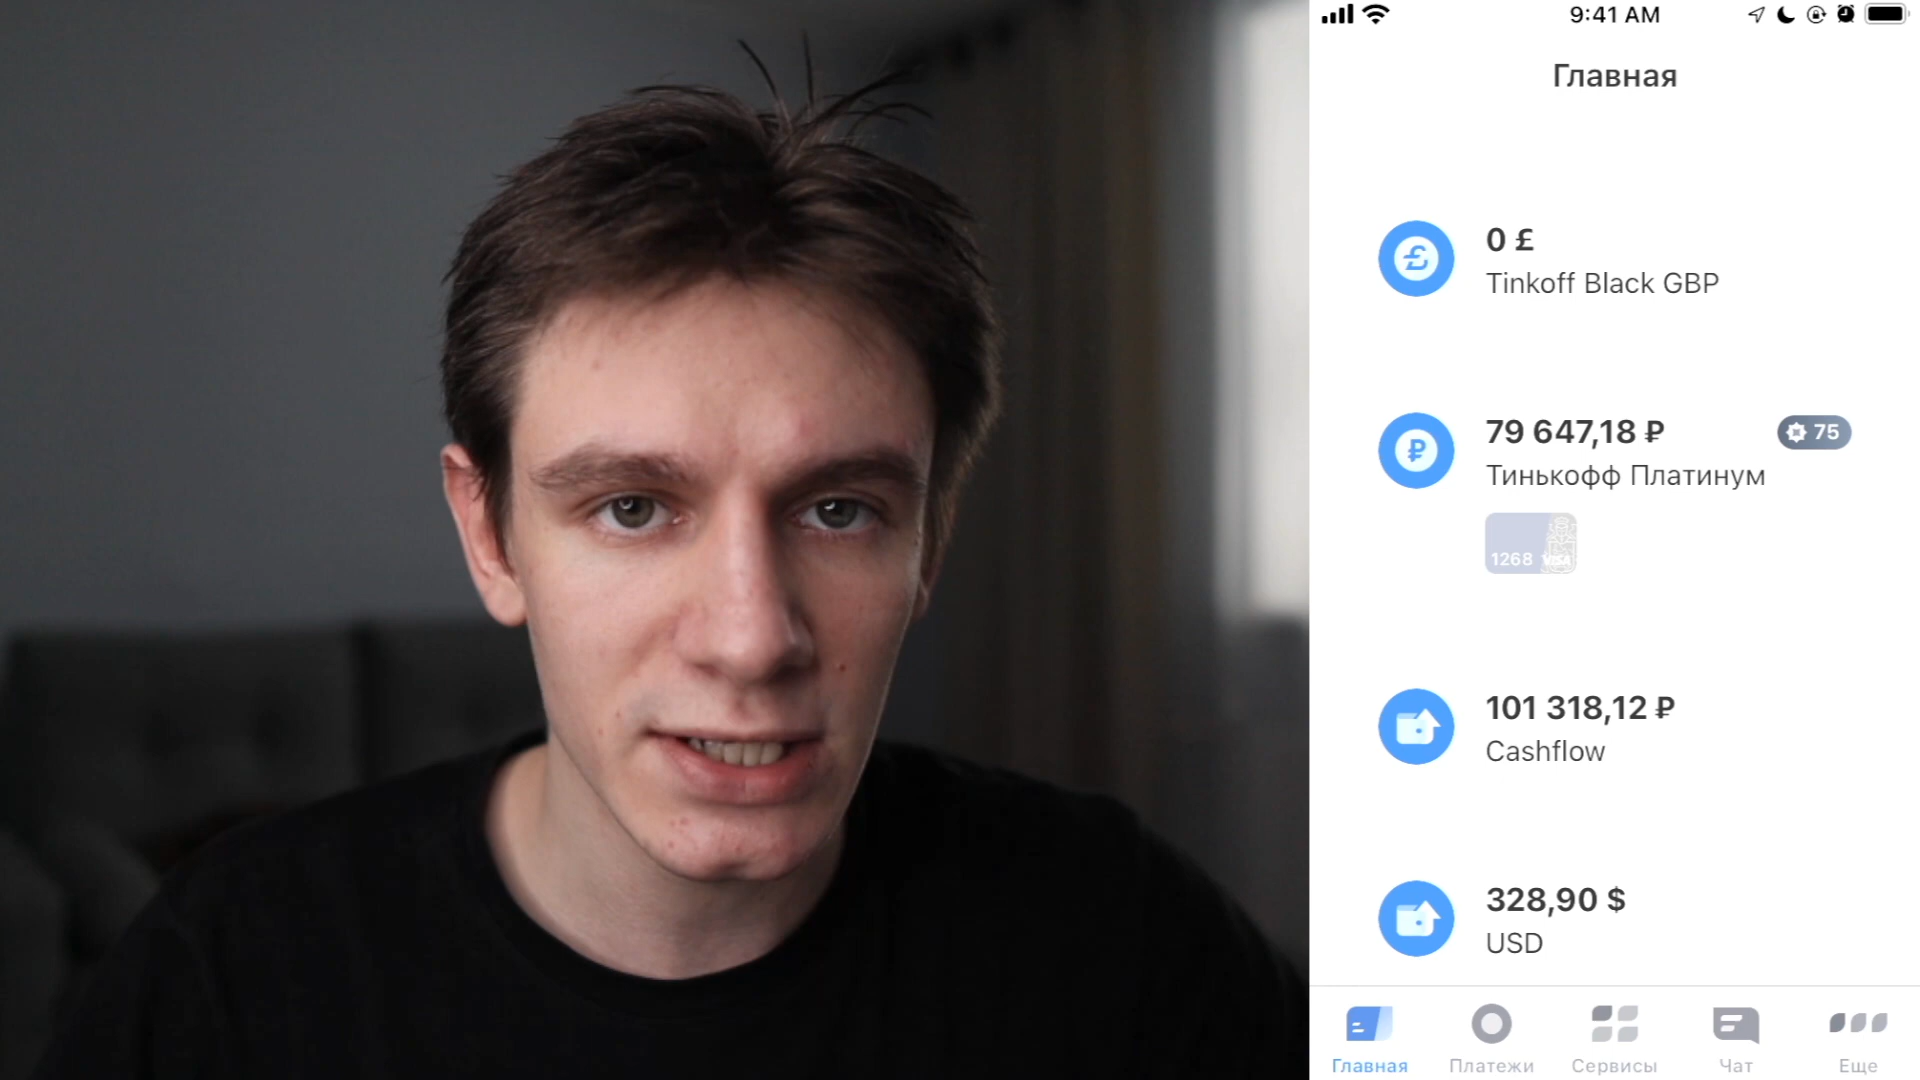 9:41 AM
Главная
0 £
Tinkoff Black GBP
79 647,18 ₽
75
Тинькофф Платинум
1268 VISA
101 318,12 ₽
Cashflow
328,90 $
USD
Главная
Платежи
Сервисы
Чат
Еще